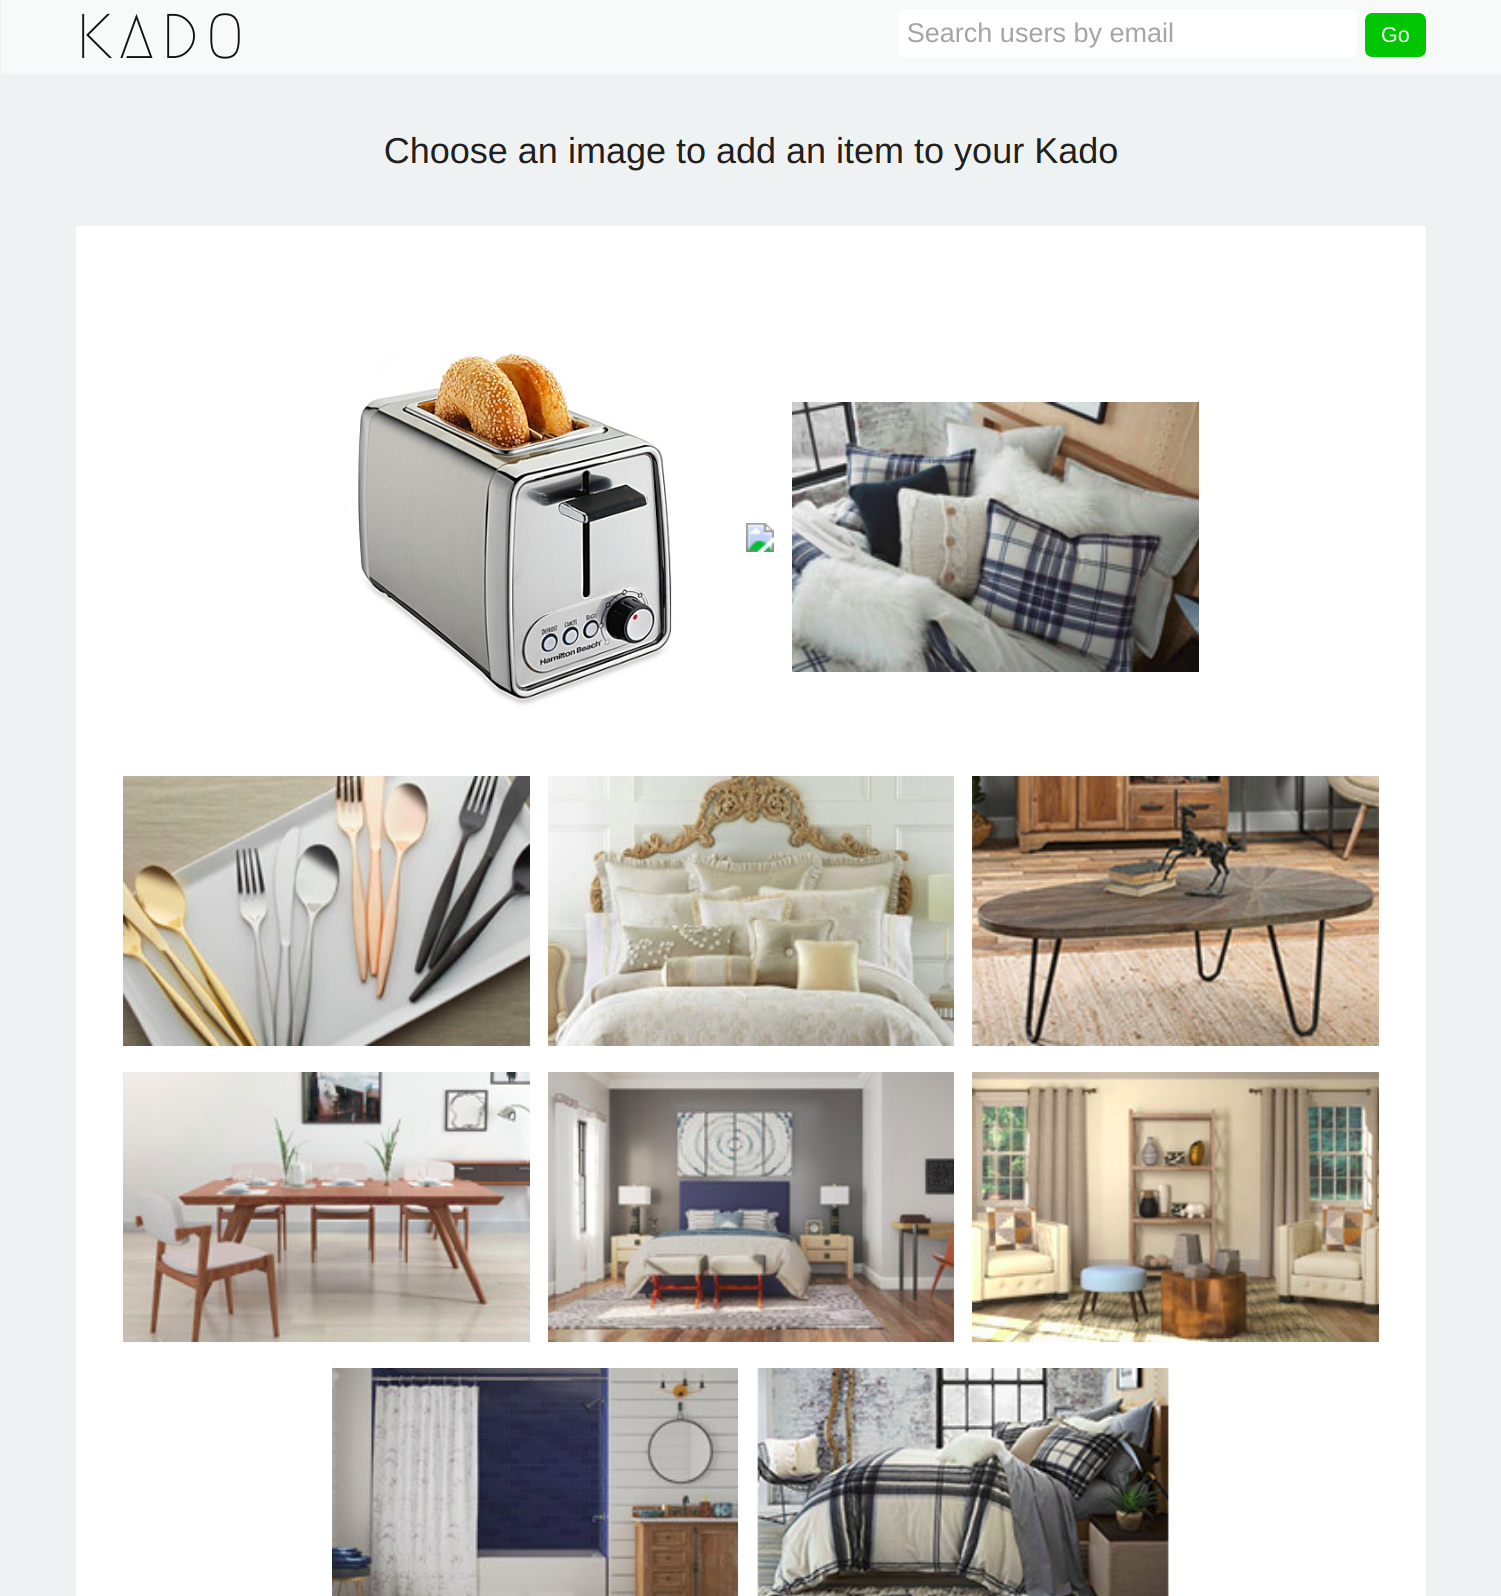 KADO
Search users by email
Go
Choose an image to add an item to your Kado
DEFROST
CANCEL
BAGEL
Hamilton Beach